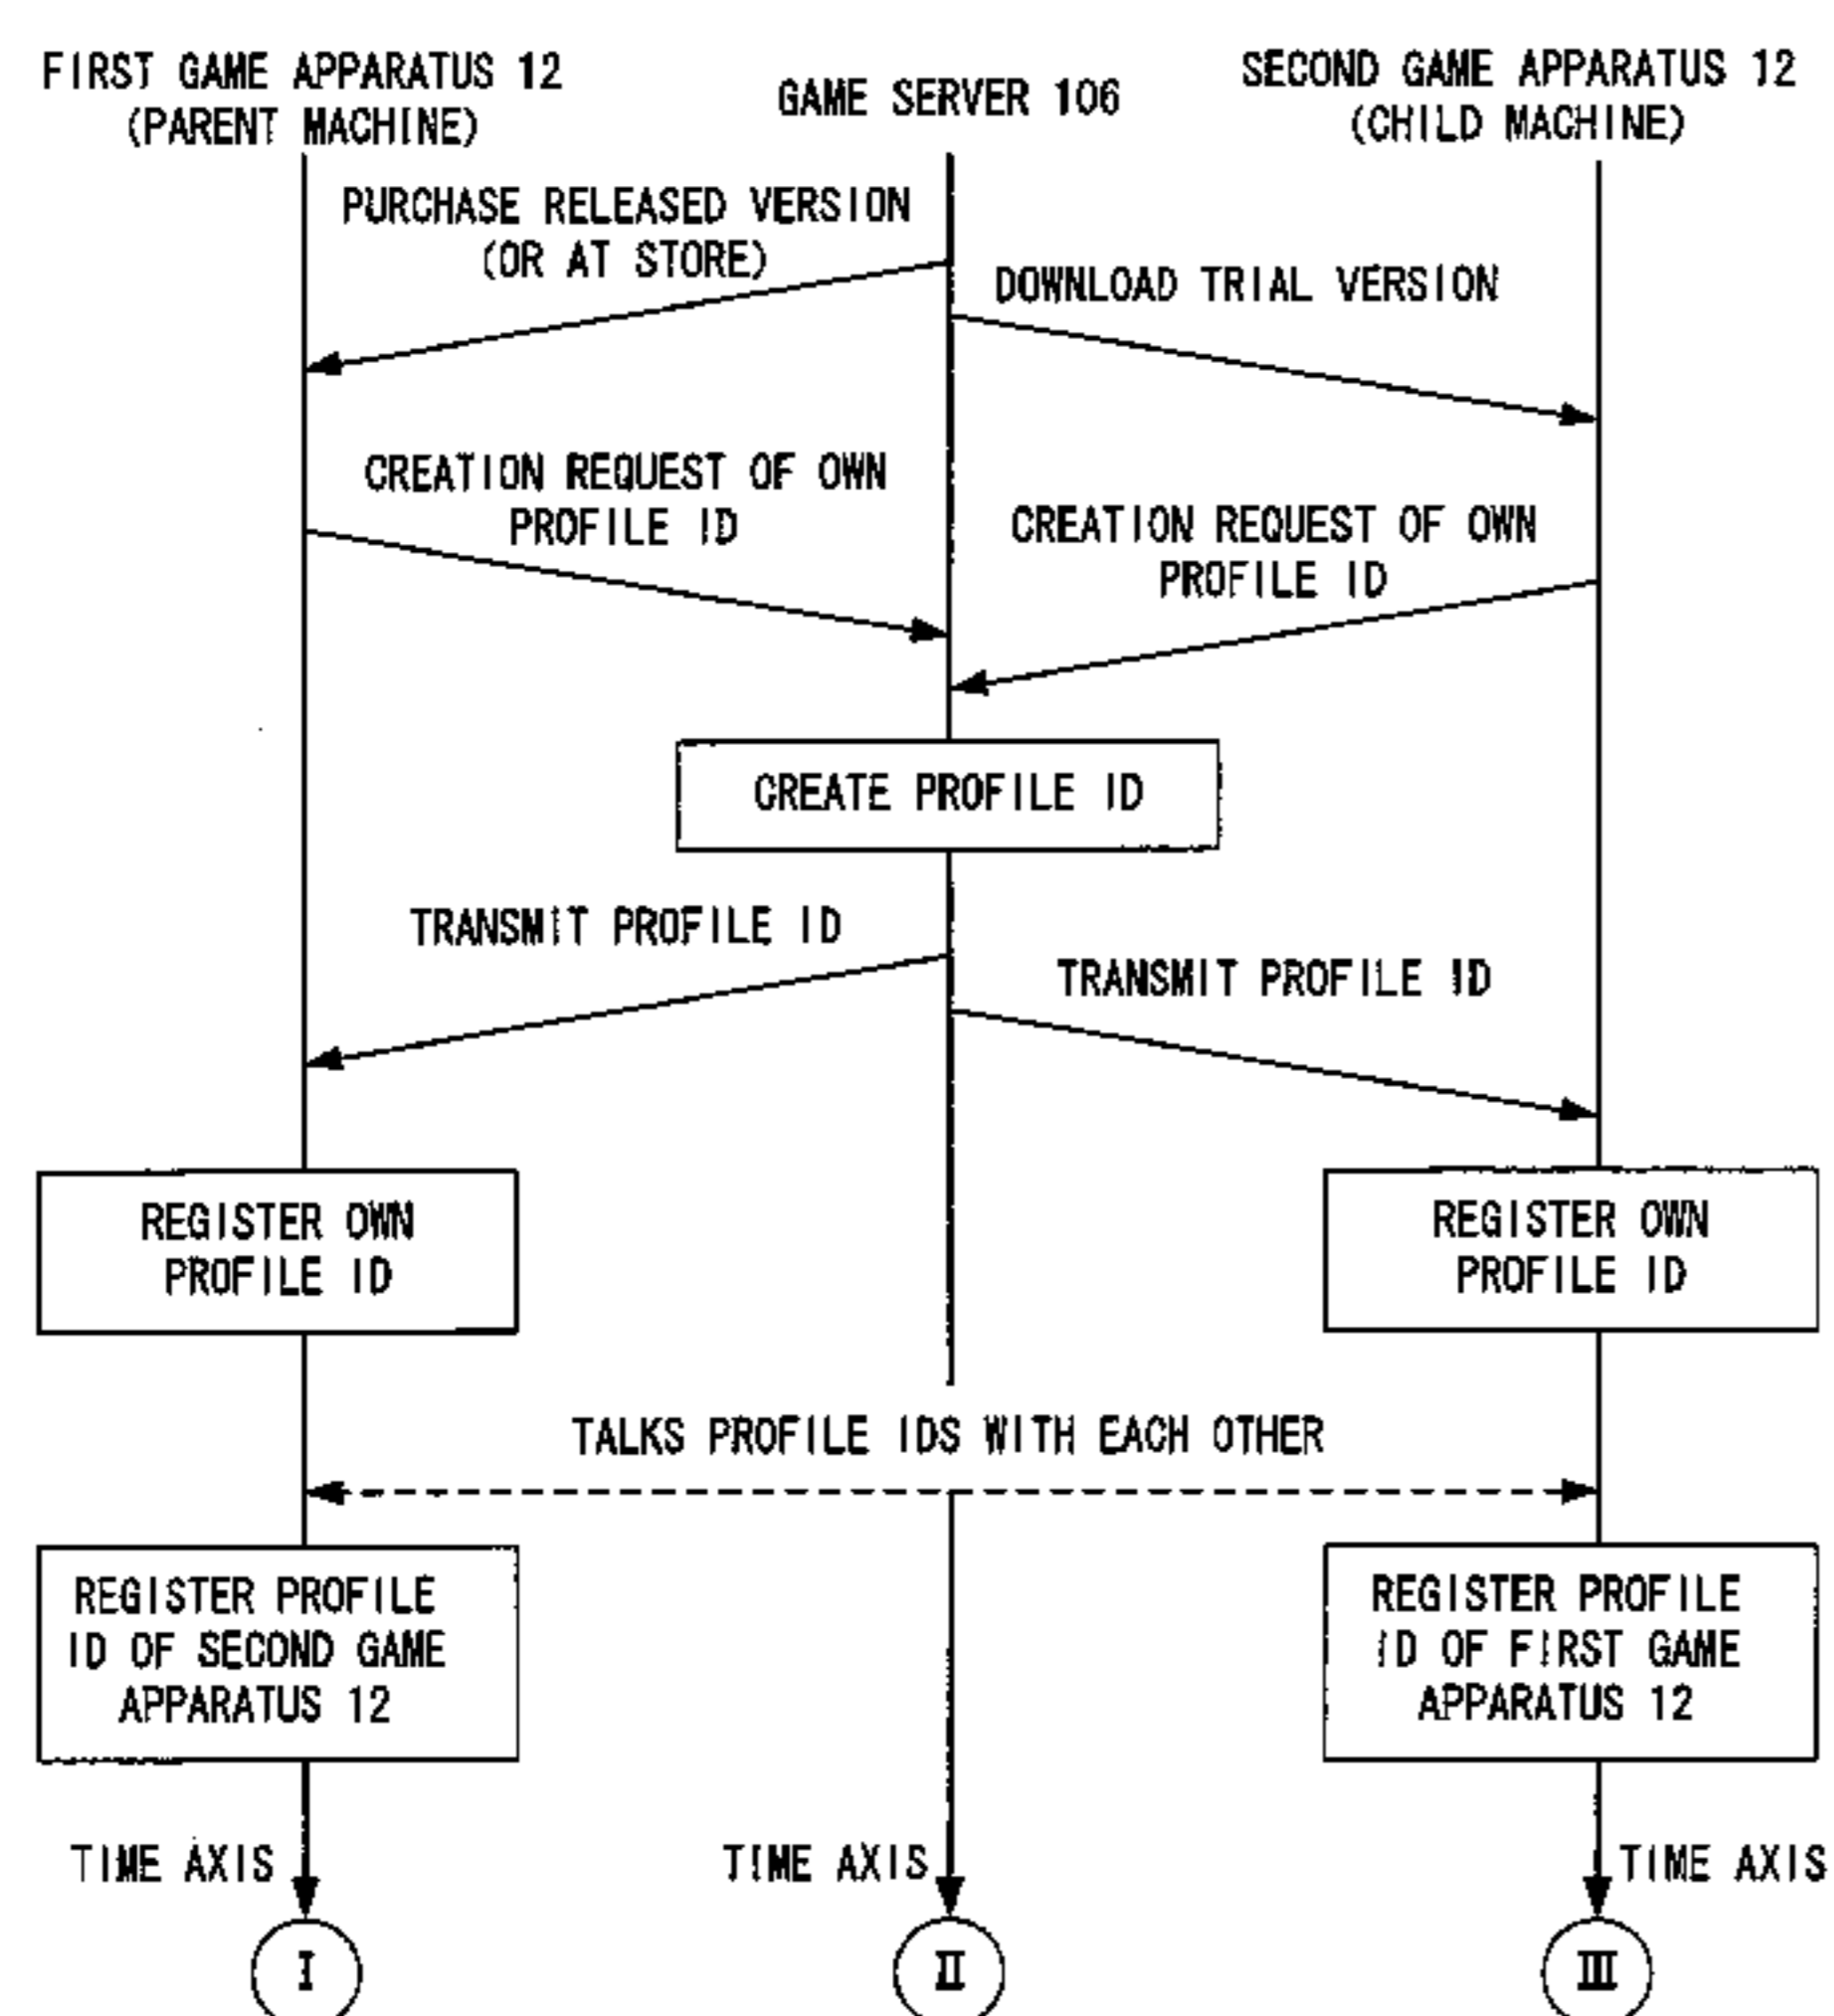 FIRST GAME APPARATUS 12
(PARENT MACHINE)
GAME SERVER 106
SECOND GAME APPARATUS 12
(CHILD MACHINE)
PURCHASE RELEASED VERSION
(OR AT STORE)
DOWNLOAD TRIAL VERSION
CREATION REQUEST OF OWN
PROFILE ID
CREATION REQUEST OF OWN
PROFILE ID
CREATE PROFILE ID
TRANSMIT PROFILE ID
TRANSMIT PROFILE ID
REGISTER OWN
PROFILE ID
REGISTER OWN
PROFILE ID
TALKS PROFILE IDS WITH EACH OTHER
REGISTER PROFILE
ID OF SECOND GAME
APPARATUS 12
REGISTER PROFILE
ID OF FIRST GAME
APPARATUS 12
TIME AXIS
TIME AXIS
TIME AXIS
I
II
III